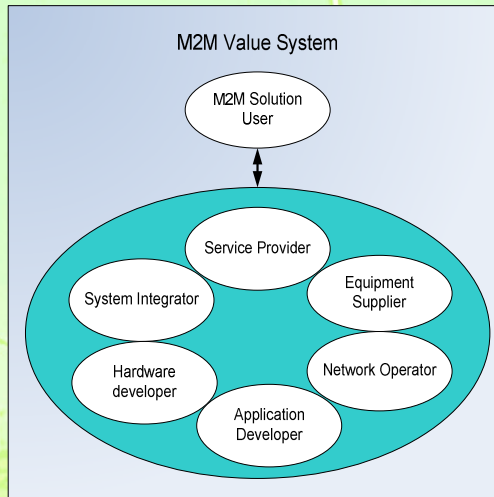 M2M Value System
M2M Solution
User
Service Provider
System Integrator
Equipment
Supplier
Hardware
developer
Network Operator
Application
Developer